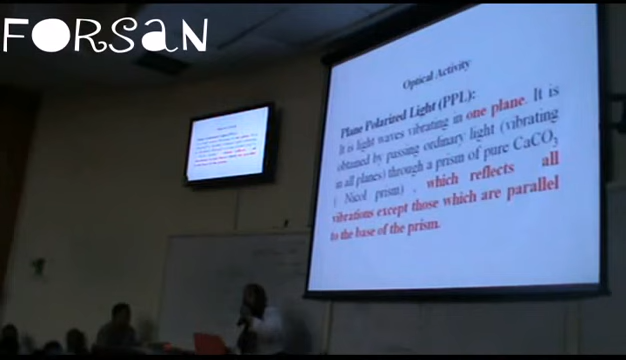 FORSAN
Optical Activity
Plane Polarized Light (PPL):
It is light waves vibrating in one plane. It is
obtained by passing ordinary light (vibrating
in all planes) through a prism of pure CaCO3
( Nicol prism) , which reflects all
vibrations except those which are parallel
to the base of the prism.